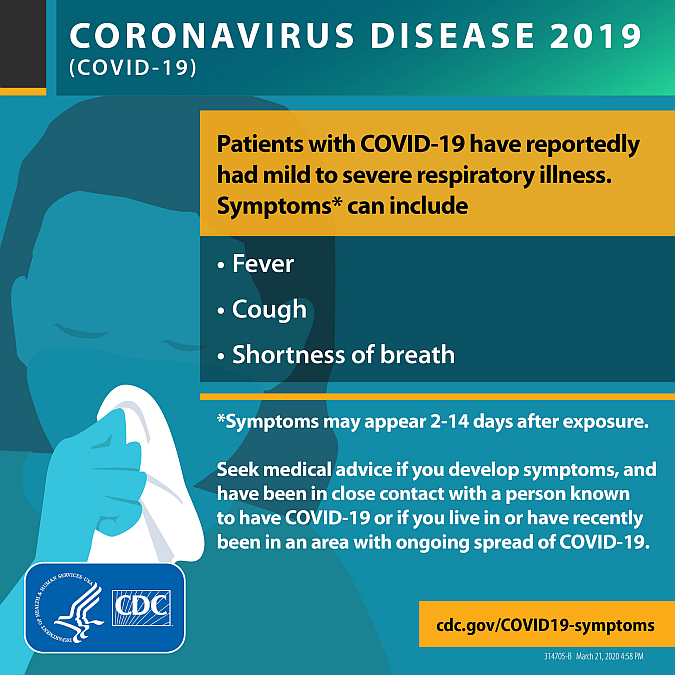 CORONAVIRUS DISEASE 2019
(COVID-19)
Patients with COVID-19 have reportedly
had mild to severe respiratory illness.
Symptoms* can include
• Fever
• Cough
• Shortness of breath
*Symptoms may appear 2-14 days after exposure.
Seek medical advice if you develop symptoms, and
have been in close contact with a person known
to have COVID-19 or if you live in or have recently
been in an area with ongoing spread of COVID-19.
DEPARTMENT OF HEALTH & HUMAN SERVICES·USA
CDC
cdc.gov/COVID19-symptoms
314705-B March 21, 2020 4:58 PM